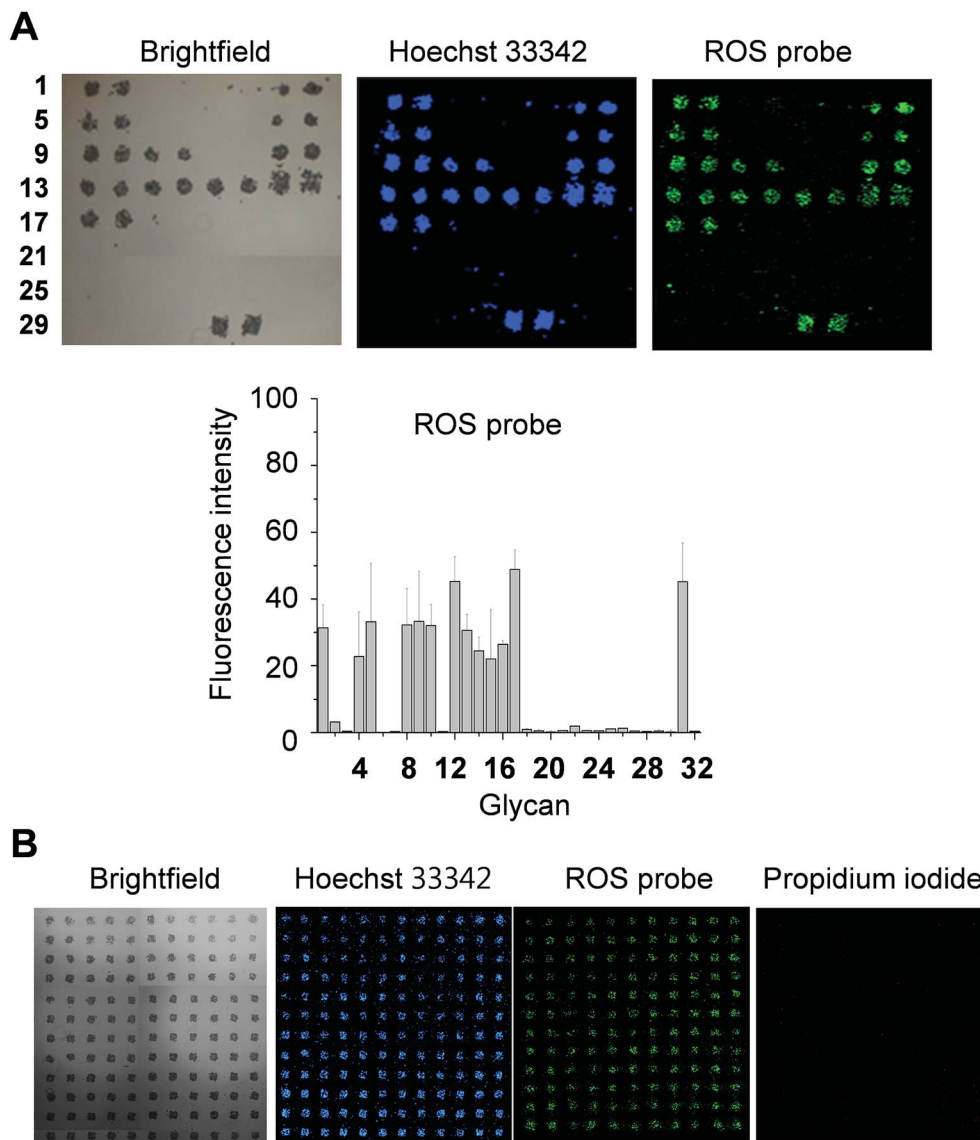 A
Brightfield
Hoechst 33342
ROS probe
1
5
9
13
17
21
25
29
ROS probe
Fluorescence intensity
100
80
60
40
20
0
4 8 12 16 20 24 28 32
Glycan
B
Brightfield
Hoechst 33342
ROS probe
Propidium iodide